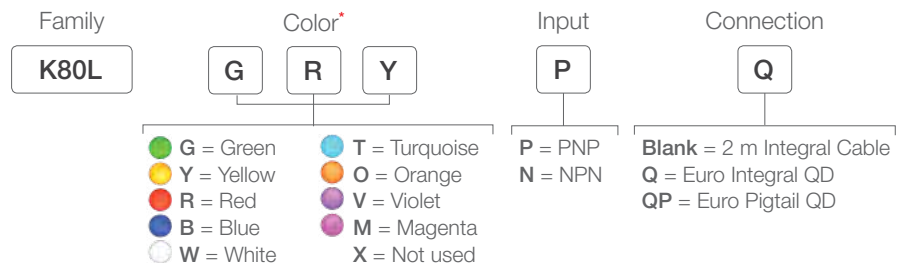 Family Color* Input Connection
K80L G R Y P Q
G = Green
Y = Yellow
R = Red
B = Blue
W = White
T = Turquoise
O = Orange
V = Violet
M = Magenta
X = Not used
P = PNP
N = NPN
Blank = 2 m Integral Cable
Q = Euro Integral QD
QP = Euro Pigtail QD